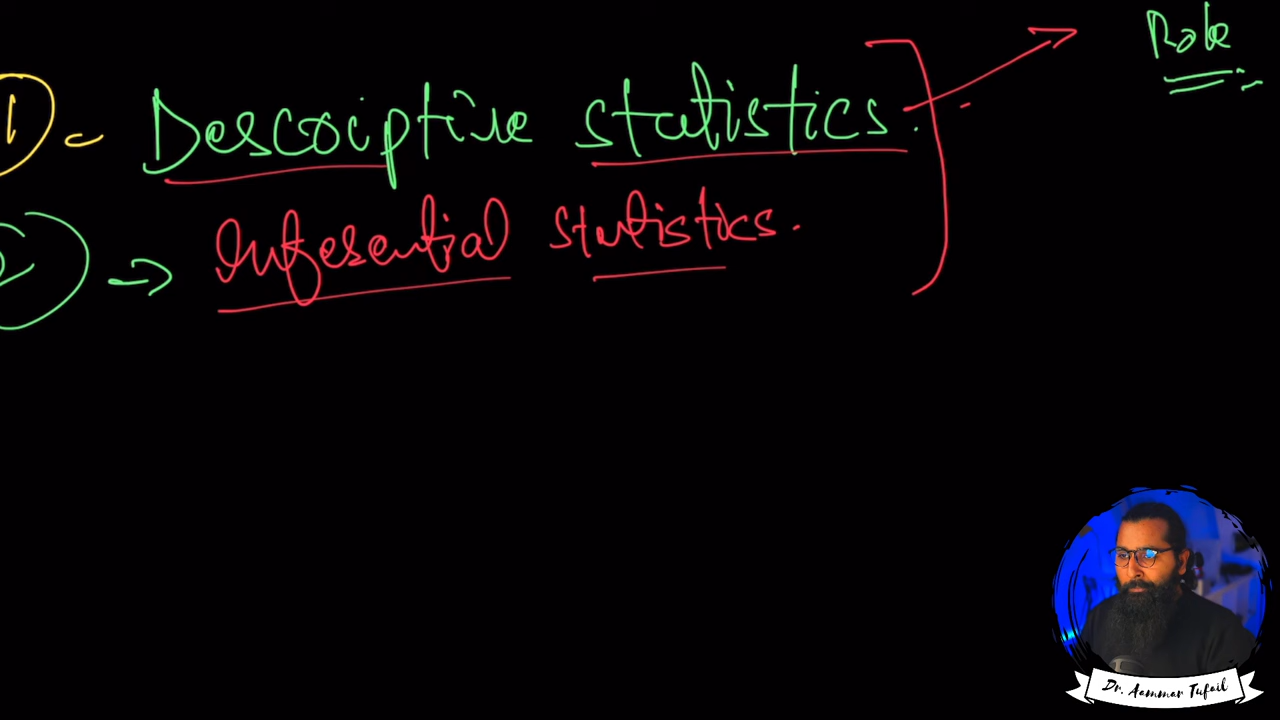 Role
1 Descriptive statistics.
2 → Inferential statistics.
Dr. Aammar Tufail